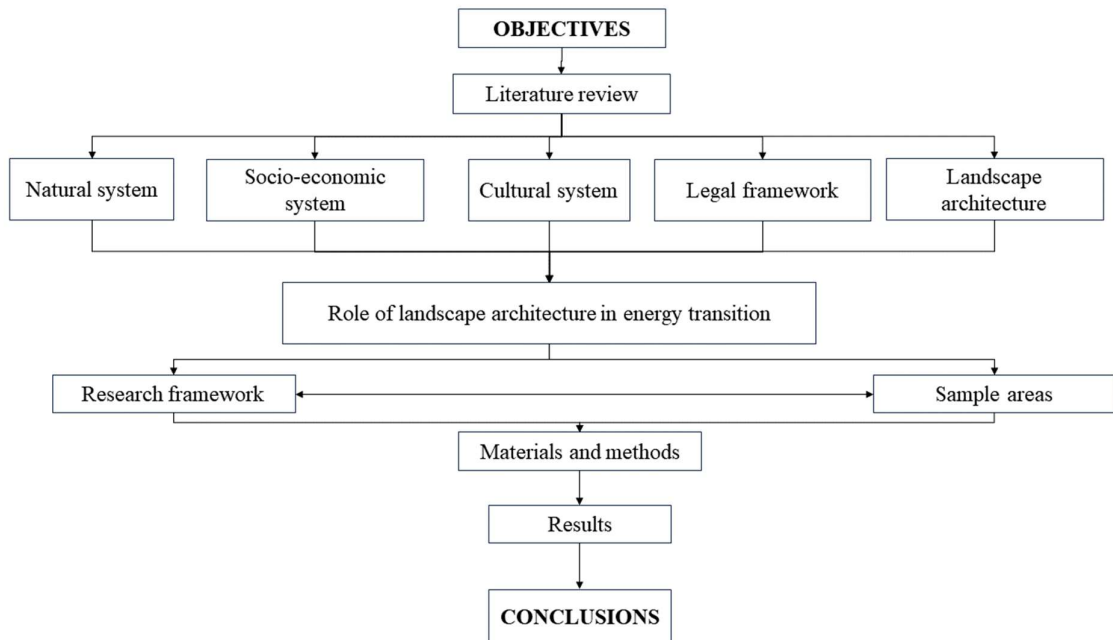 OBJECTIVES
Literature review
Natural system
Socio-economic
system
Cultural system
Legal framework
Landscape
architecture
Role of landscape architecture in energy transition
Research framework
Sample areas
Materials and methods
Results
CONCLUSIONS